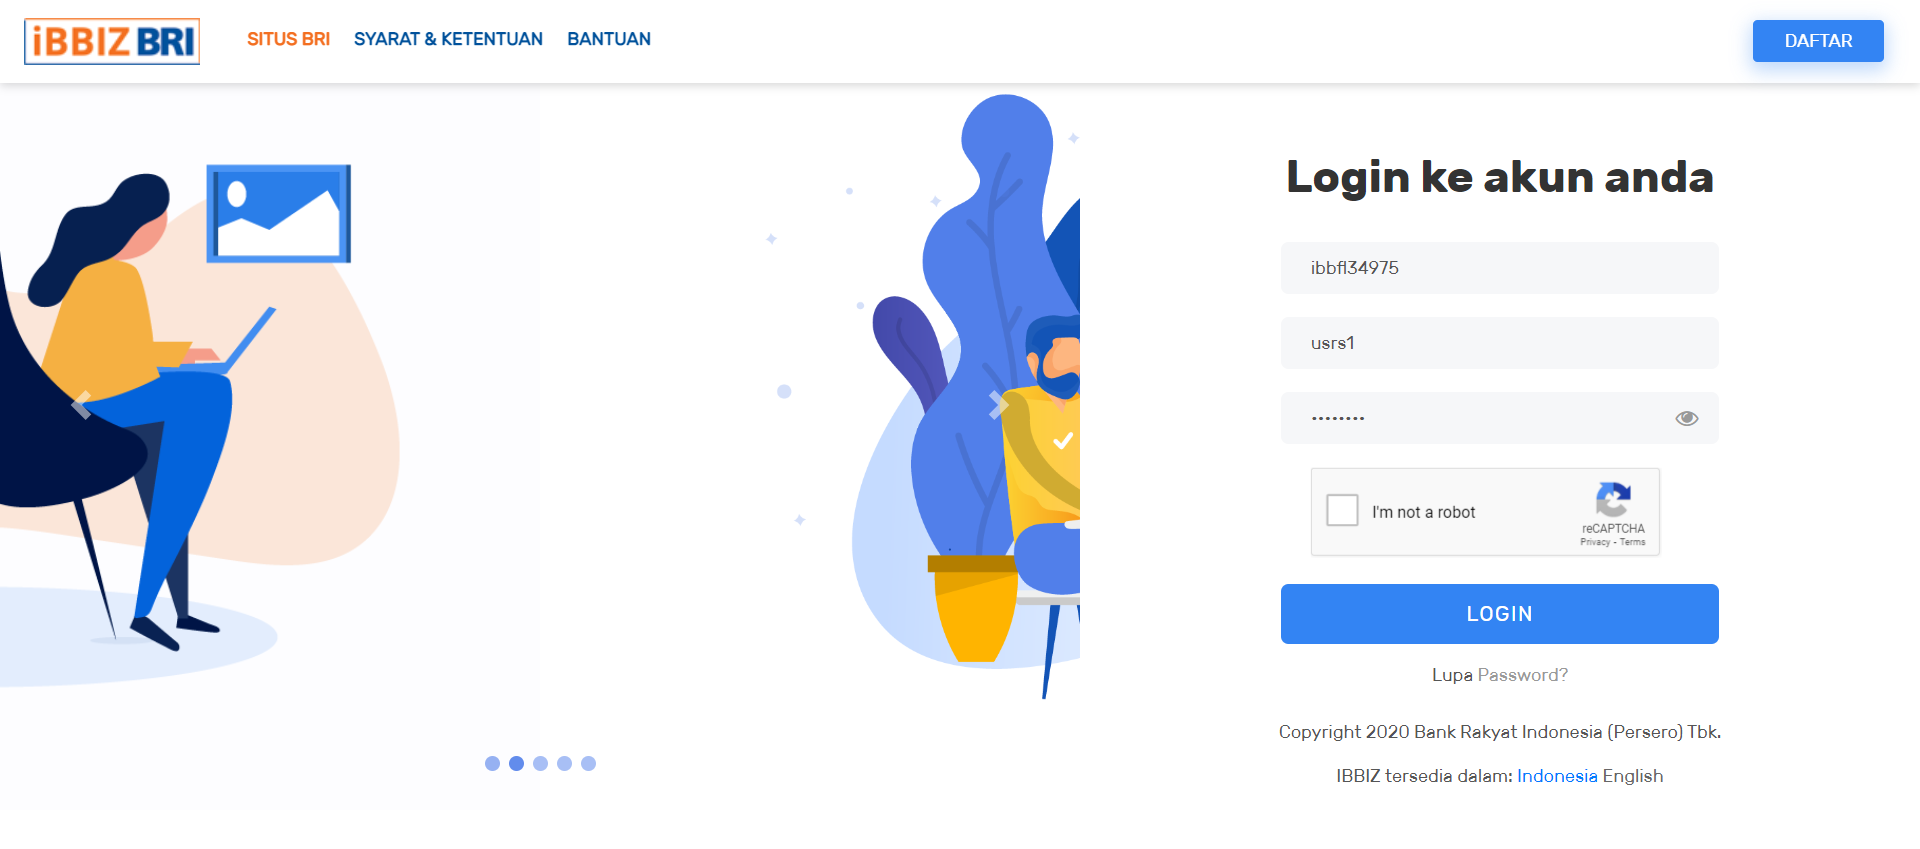 iBBIZ BRI
SITUS BRI
SYARAT & KETENTUAN
BANTUAN
DAFTAR
Login ke akun anda
ibbfl34975
usrs1
••••••••
I'm not a robot
reCAPTCHA
Privacy - Terms
LOGIN
Lupa Password?
Copyright 2020 Bank Rakyat Indonesia (Persero) Tbk.
IBBIZ tersedia dalam: Indonesia English